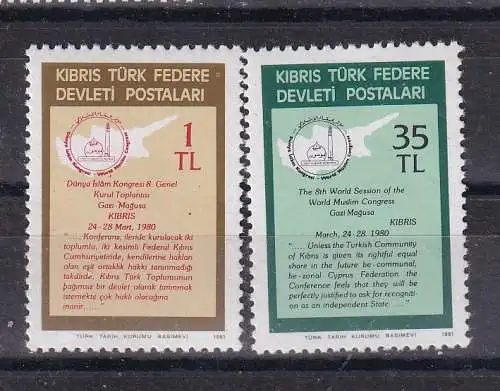 KIBRIS TÜRK FEDERE
DEVLETİ POSTALARI
1
TL
Dünya İslâm Kongresi 8. Genel
Kurul Toplantısı
Gazi-Mağusa
KIBRIS
24-28 Mart, 1980
"..... Konferans, ileride kurulacak iki
toplumlu, iki kesimli Federal Kıbrıs
Cumhuriyetinde, kendilerine hakları
olan eşit ortaklık hakkı tanınmadığı
takdirde, Kıbrıs Türk Toplumunun
bağımsız bir devlet olarak tanınmak
istemekte çok haklı olacağına
inanır. ....."
TÜRK TARİH KURUMU BASIMEVİ 1981
KIBRIS TÜRK FEDERE
DEVLETİ POSTALARI
35
TL
The 8th World Session of the
World Muslim Congress
Gazi Mağusa
KIBRIS
March, 24-28, 1980
"..... Unless the Turkish Community
of Kıbrıs is given its rightful equal
share in the future be-communal,
be-zonal Cyprus Federation, the
Conference feels that they will be
perfectly justified to ask for recogniti-
on as an independent State ....."
TÜRK TARİH KURUMU BASIMEVİ 1981